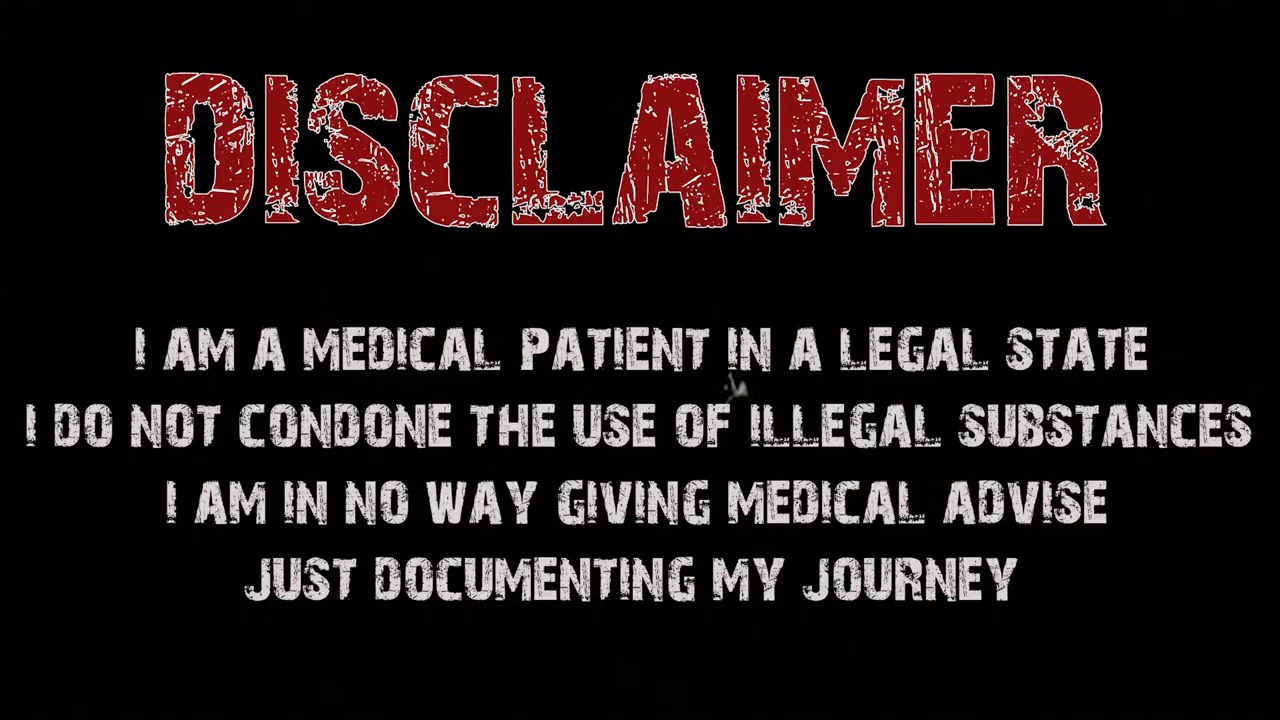 DISCLAIMER
I AM A MEDICAL PATIENT IN A LEGAL STATE
I DO NOT CONDONE THE USE OF ILLEGAL SUBSTANCES
I AM IN NO WAY GIVING MEDICAL ADVISE
JUST DOCUMENTING MY JOURNEY